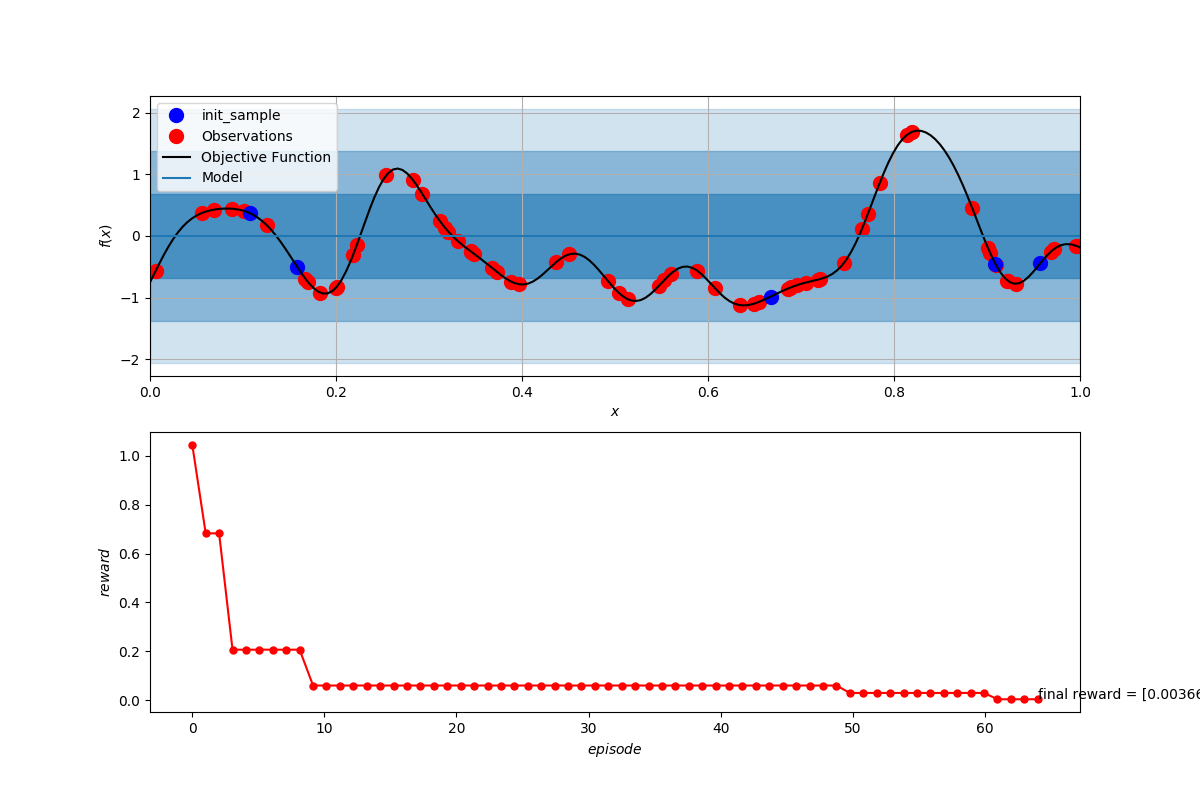 2
1
0
−1
−2
f(x)
init_sample
Observations
Objective Function
Model
0.0 0.2 0.4 0.6 0.8 1.0
x
1.0
0.8
0.6
0.4
0.2
0.0
reward
final reward = [0.00366
0 10 20 30 40 50 60
episode